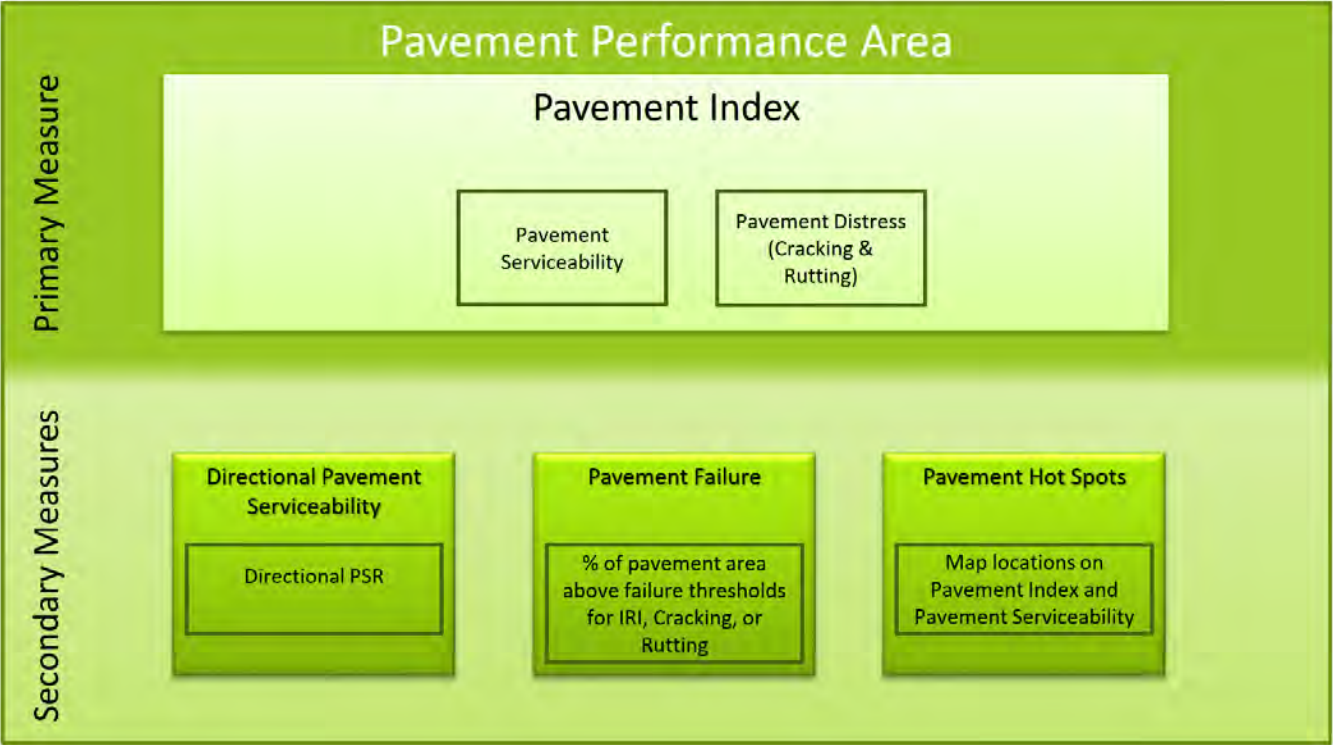 Pavement Performance Area
Primary Measure
Pavement Index
Pavement
Serviceability
Pavement Distress
(Cracking &
Rutting)
Secondary Measures
Directional Pavement
Serviceability
Directional PSR
Pavement Failure
% of pavement area
above failure thresholds
for IRI, Cracking, or
Rutting
Pavement Hot Spots
Map locations on
Pavement Index and
Pavement Serviceability